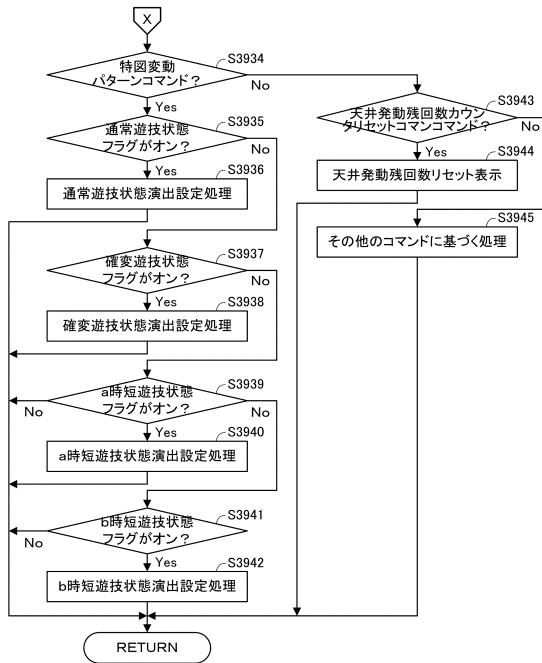 X
S3934
特図変動
パターンコマンド？
No
Yes
S3935
通常遊技状態
フラグがオン？
Yes
S3936
通常遊技状態演出設定処理
S3937
確変遊技状態
フラグがオン？
No
Yes
S3938
確変遊技状態演出設定処理
S3939
a時短遊技状態
フラグがオン？
No
No
Yes
S3940
a時短遊技状態演出設定処理
S3941
b時短遊技状態
フラグがオン？
No
Yes
S3942
b時短遊技状態演出設定処理
RETURN
S3943
天井発動残回数カウン
タリセットコマンコマンド？
No
Yes
S3944
天井発動残回数リセット表示
S3945
その他のコマンドに基づく処理